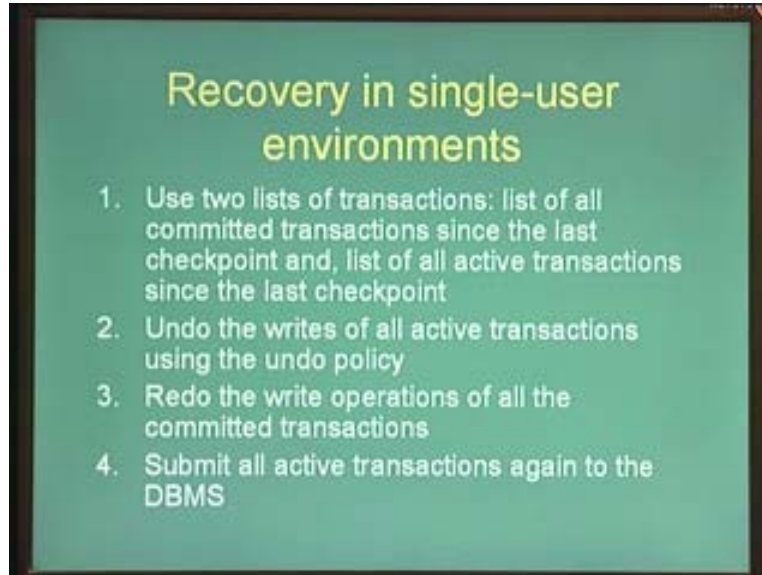 Recovery in single-user
environments
1. Use two lists of transactions: list of all
committed transactions since the last
checkpoint and, list of all active transactions
since the last checkpoint
2. Undo the writes of all active transactions
using the undo policy
3. Redo the write operations of all the
committed transactions
4. Submit all active transactions again to the
DBMS